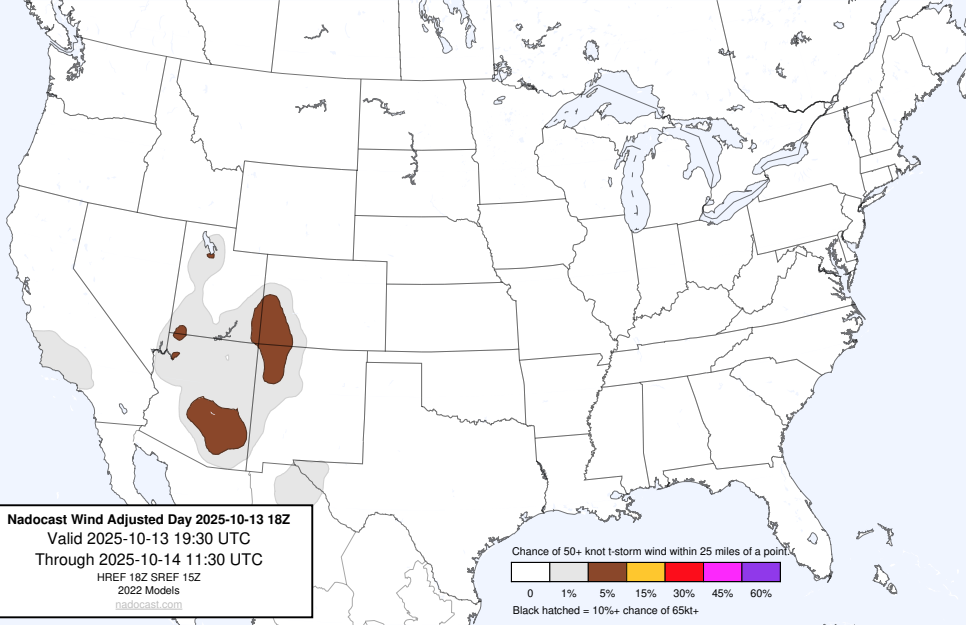 Nadocast Wind Adjusted Day 2025-10-13 18Z
Valid 2025-10-13 19:30 UTC
Through 2025-10-14 11:30 UTC
HREF 18Z SREF 15Z
2022 Models
nadocast.com
Chance of 50+ knot t-storm wind within 25 miles of a point.
0 1% 5% 15% 30% 45% 60%
Black hatched = 10%+ chance of 65kt+